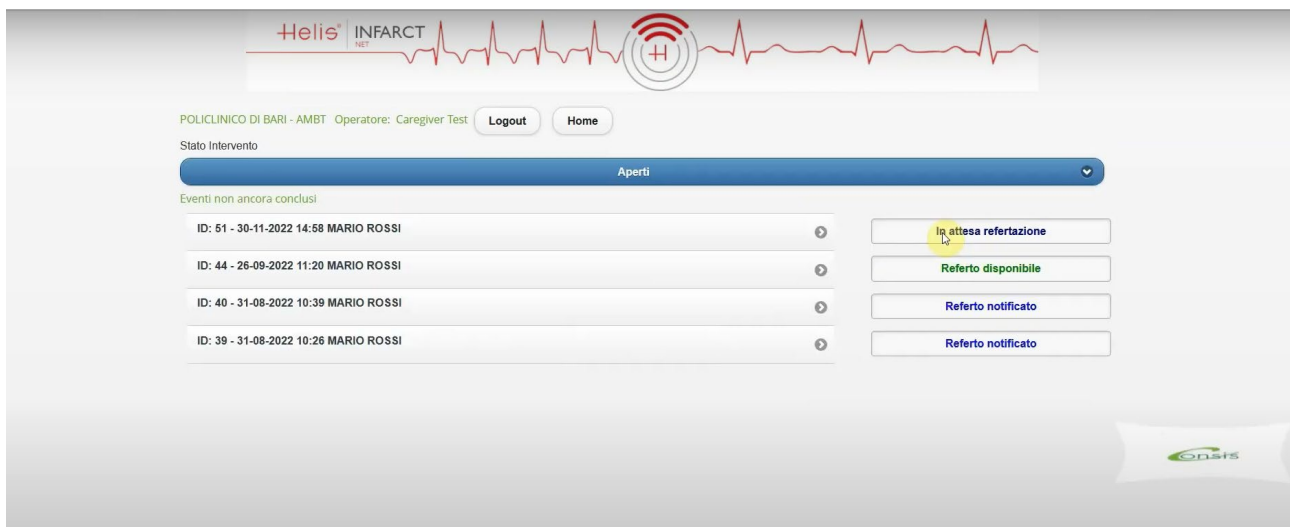 Helis® INFARCT
NET
H
POLICLINICO DI BARI - AMBT Operatore: Caregiver Test Logout Home
Stato Intervento
Aperti
Eventi non ancora conclusi
ID: 51 - 30-11-2022 14:58 MARIO ROSSI In attesa refertazione
ID: 44 - 26-09-2022 11:20 MARIO ROSSI Referto disponibile
ID: 40 - 31-08-2022 10:39 MARIO ROSSI Referto notificato
ID: 39 - 31-08-2022 10:26 MARIO ROSSI Referto notificato
Consis